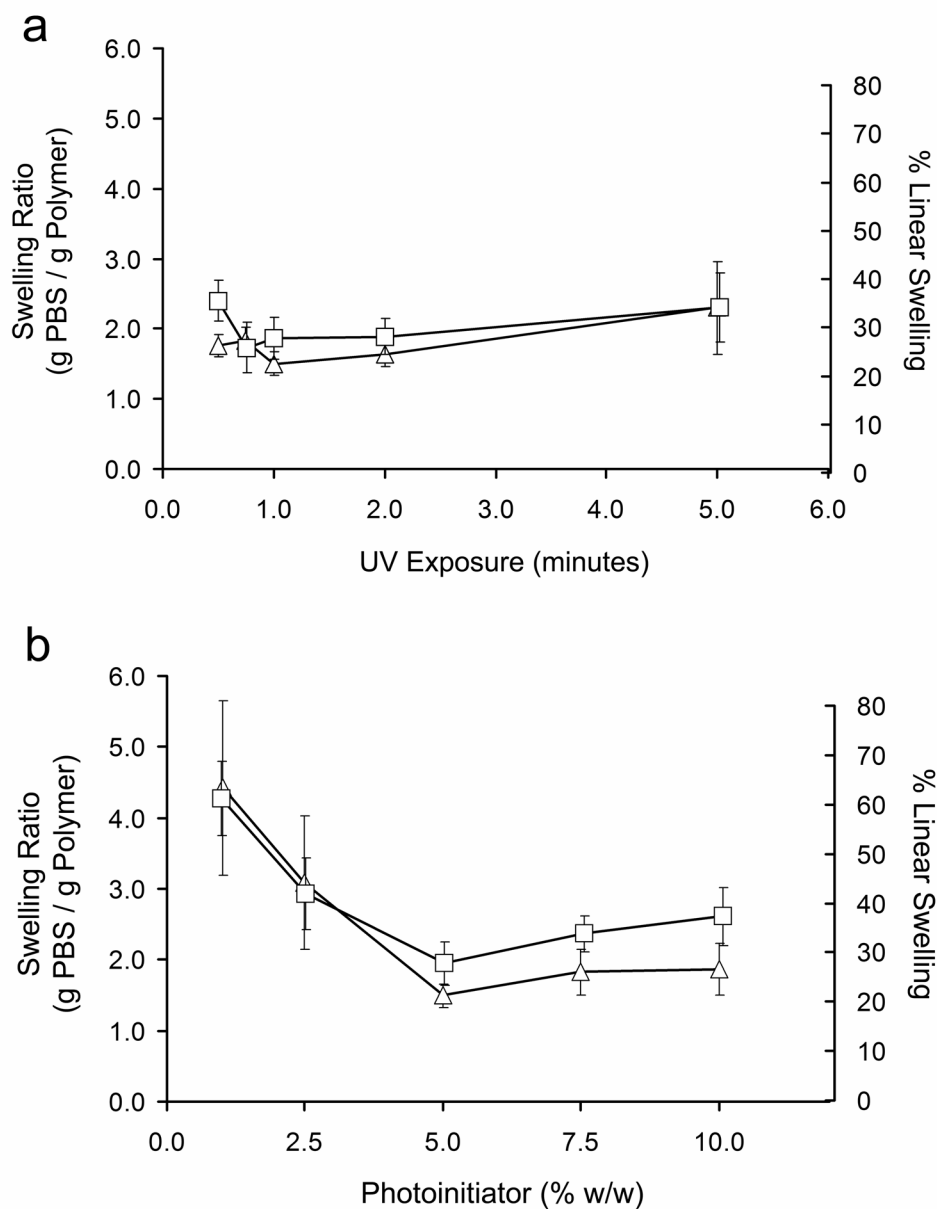 a
6.0
5.0
4.0
3.0
2.0
1.0
0.0
Swelling Ratio
(g PBS / g Polymer)
80
70
60
50
40
30
20
10
0
% Linear Swelling
0.0 1.0 2.0 3.0 4.0 5.0 6.0
UV Exposure (minutes)
b
6.0
5.0
4.0
3.0
2.0
1.0
0.0
Swelling Ratio
(g PBS / g Polymer)
80
70
60
50
40
30
20
10
0
% Linear Swelling
0.0 2.5 5.0 7.5 10.0
Photoinitiator (% w/w)